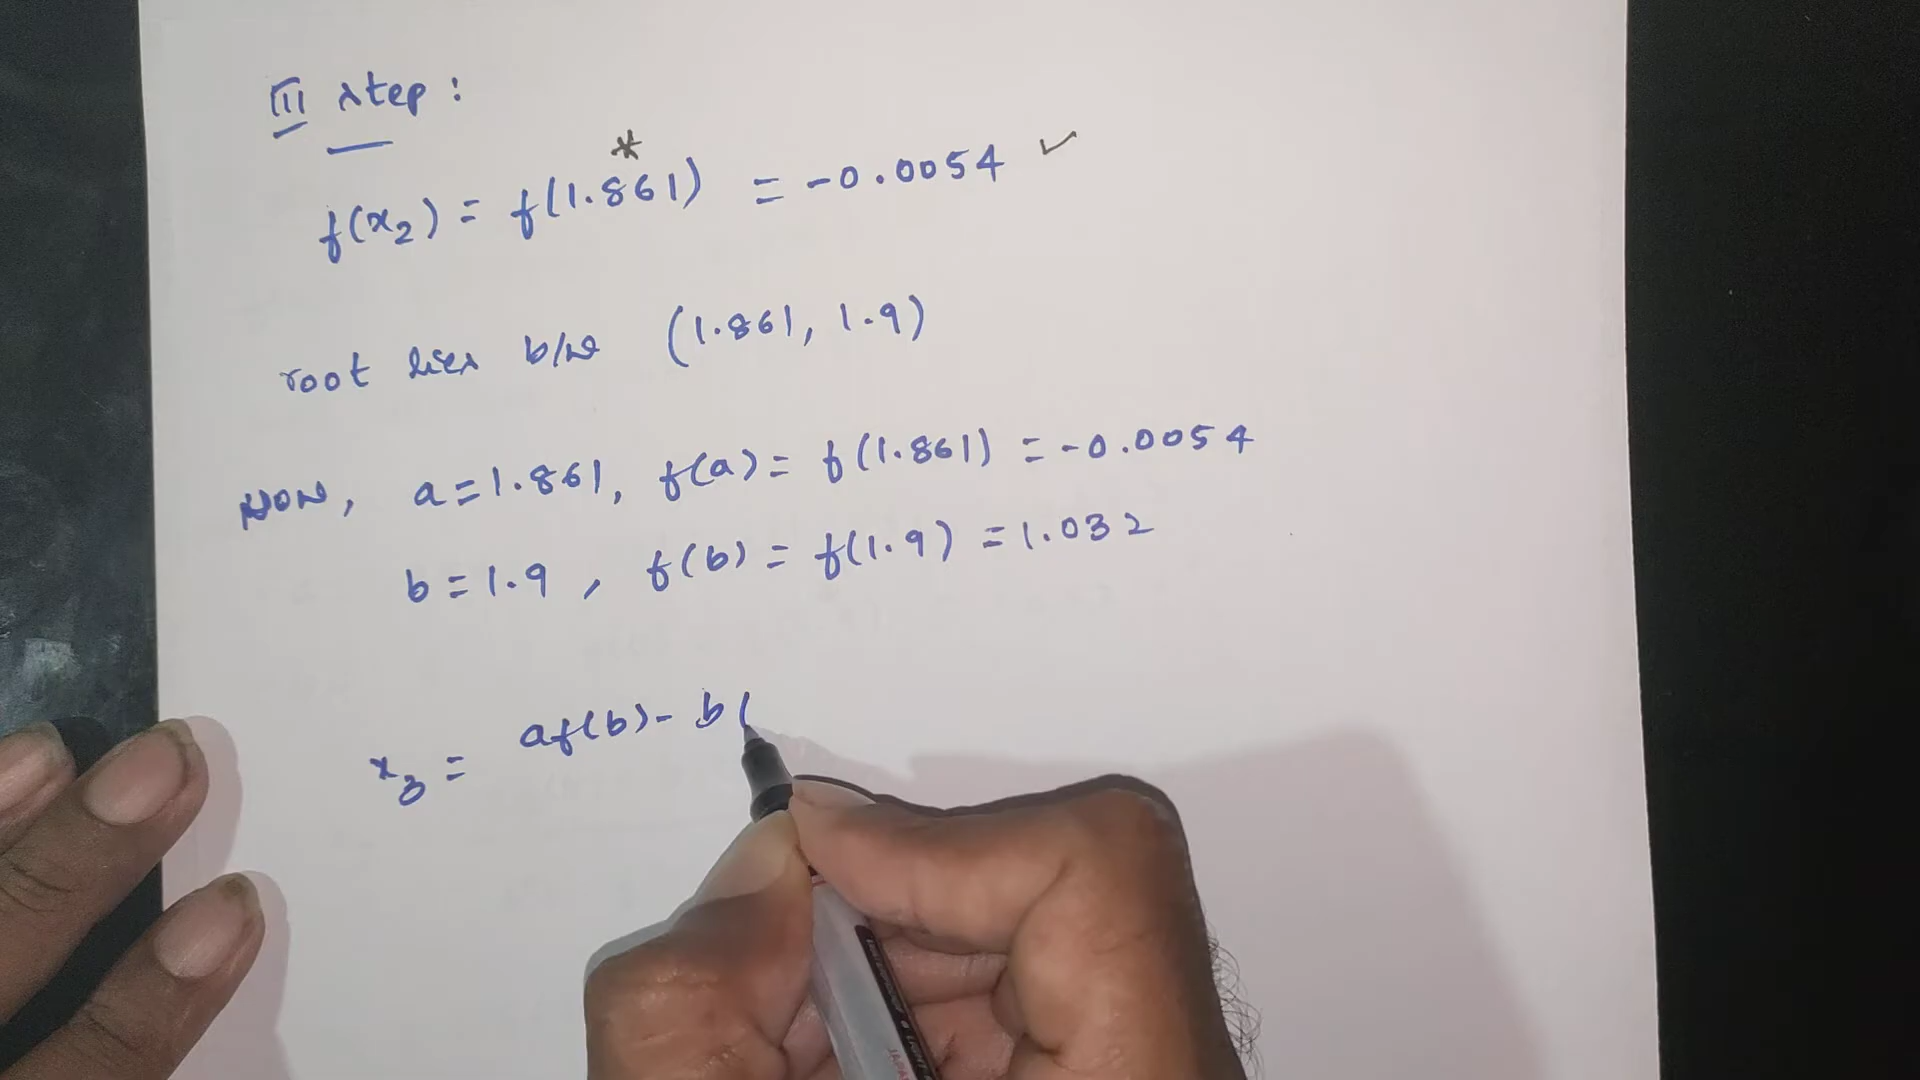 III step :
f(x₂) = f(1.861) = -0.0054 ✓
*
root lies b/w (1.861, 1.9)
Now, a = 1.861, f(a) = f(1.861) = -0.0054
b = 1.9 , f(b) = f(1.9) = 1.032
x₃ = af(b) - b(